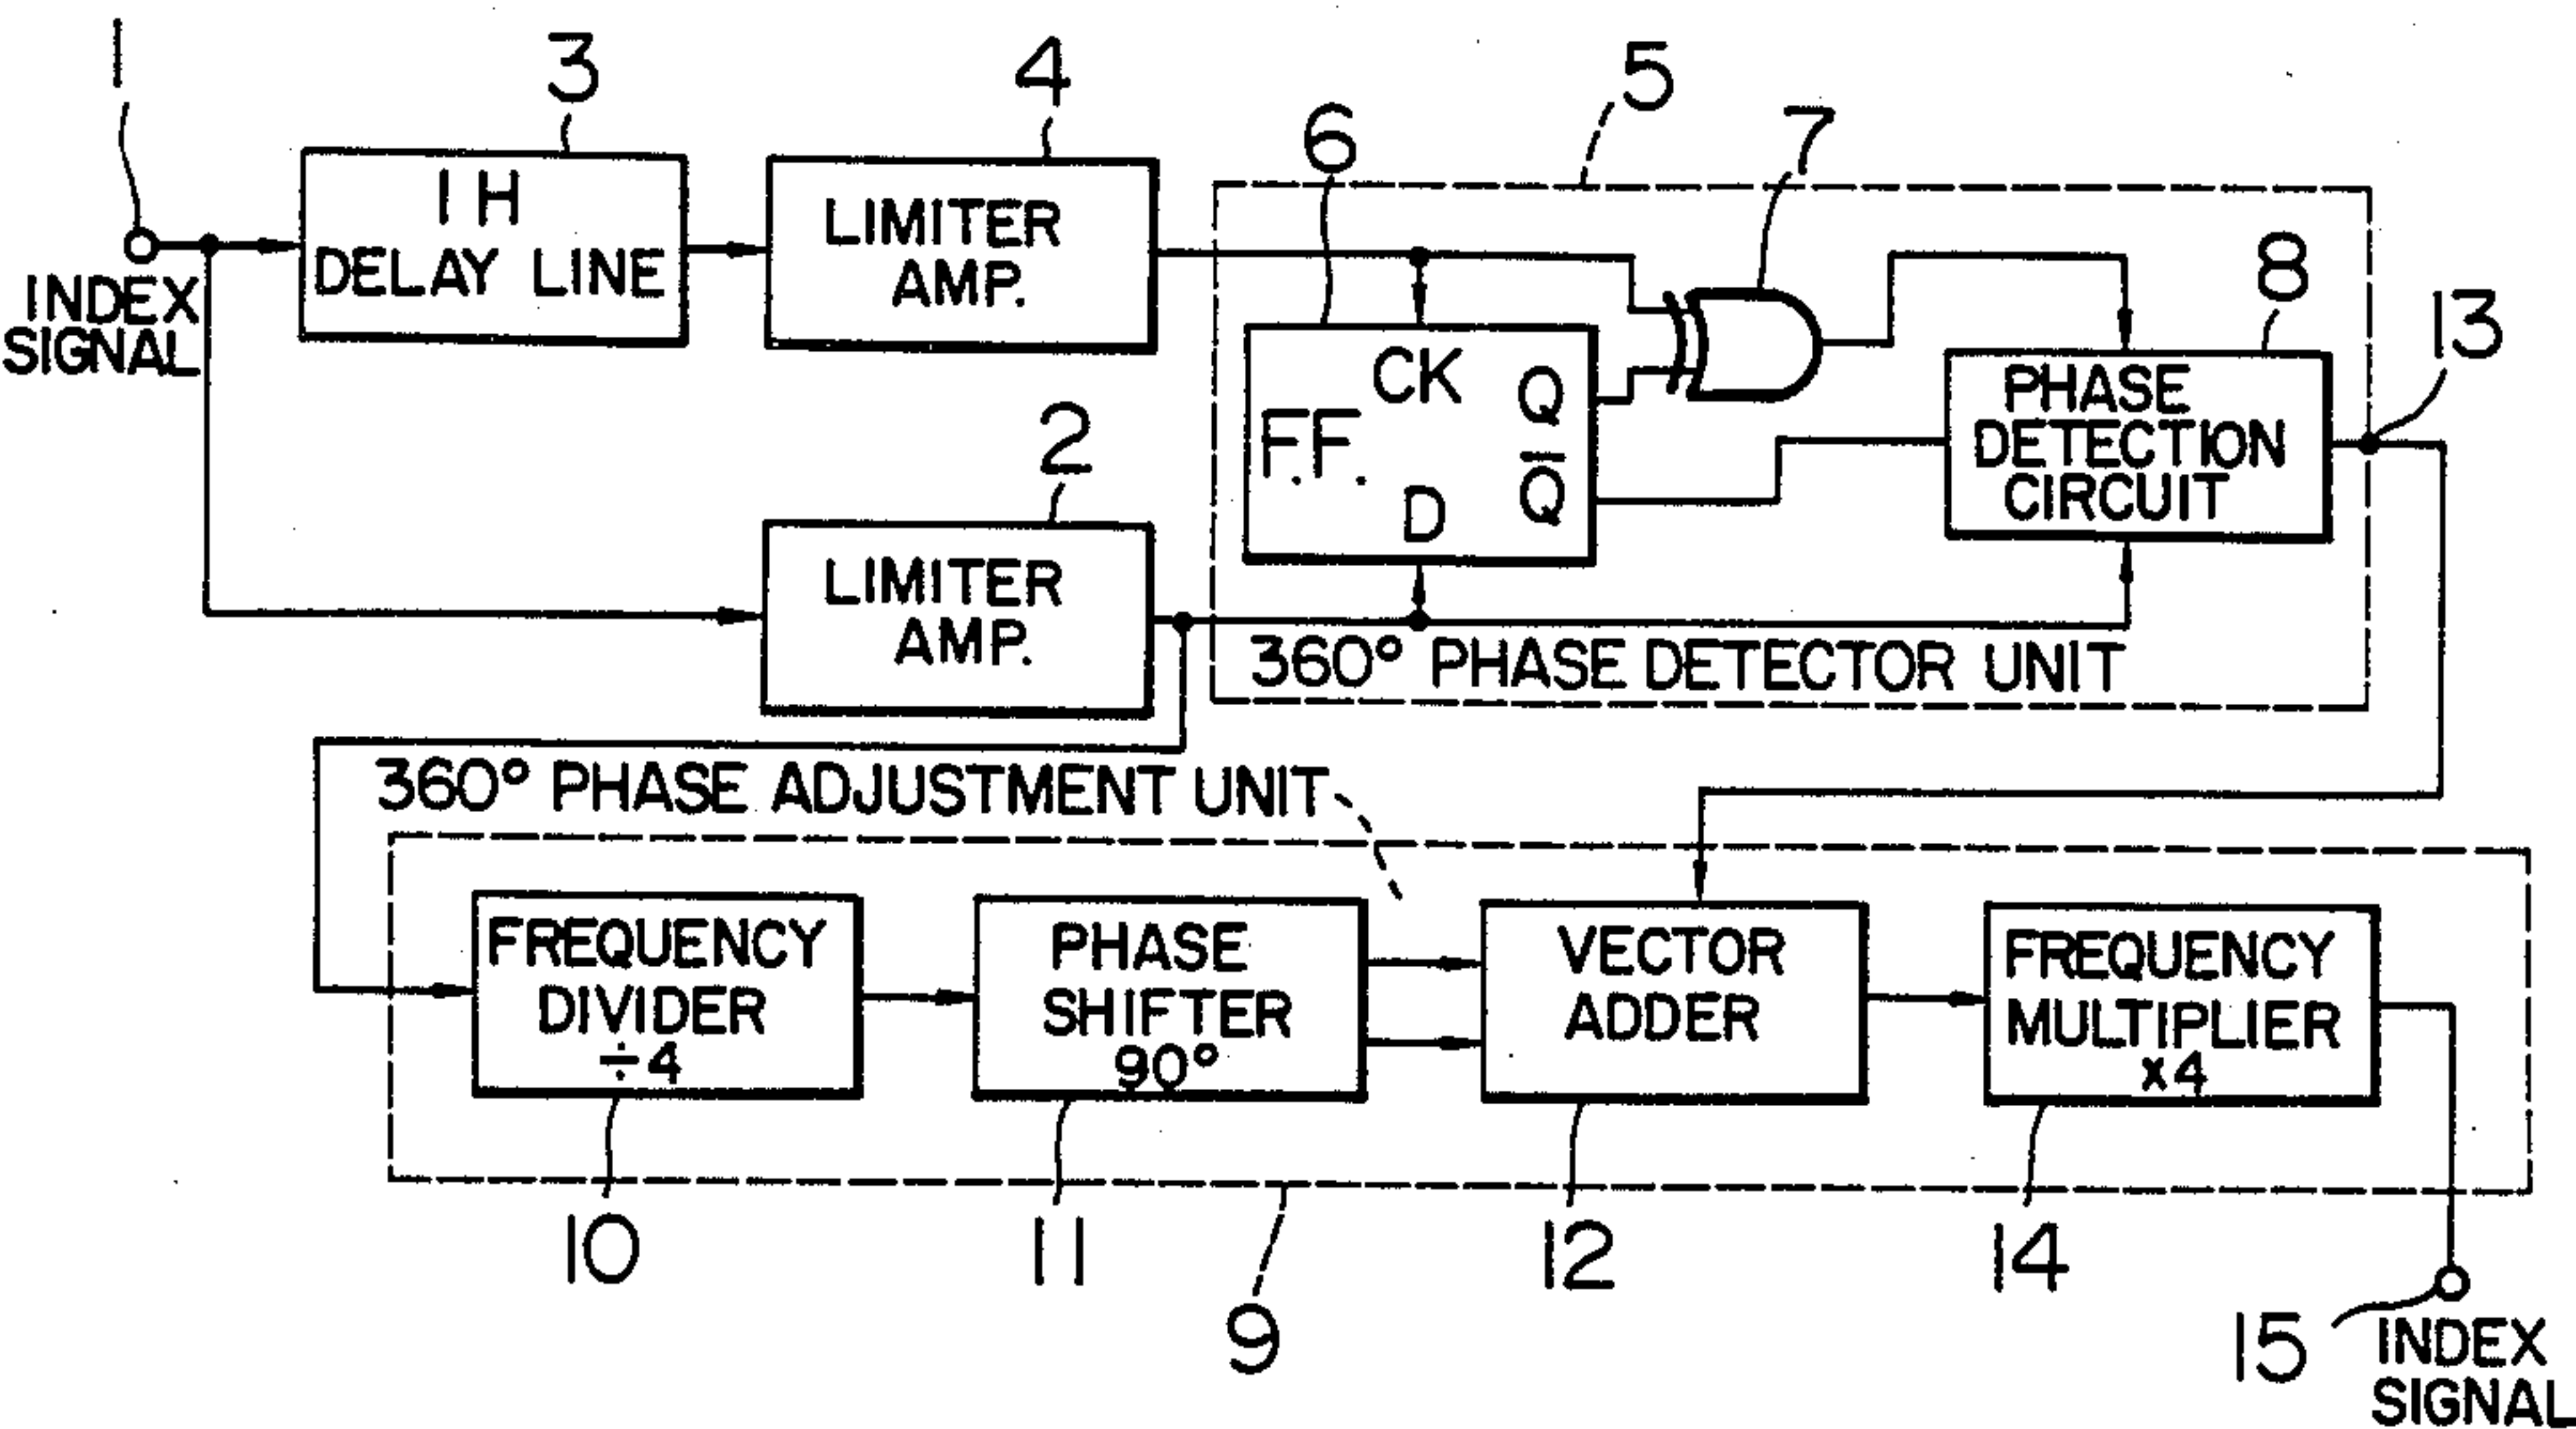 1
3
4
5
6
7
8
13
2
INDEX
SIGNAL
1H
DELAY LINE
LIMITER
AMP.
CK
Q
F.F.
D
Q̅
PHASE
DETECTION
CIRCUIT
LIMITER
AMP.
360° PHASE DETECTOR UNIT
360° PHASE ADJUSTMENT UNIT
FREQUENCY
DIVIDER
÷4
PHASE
SHIFTER
90°
VECTOR
ADDER
FREQUENCY
MULTIPLIER
x4
10
11
12
14
9
15
INDEX
SIGNAL